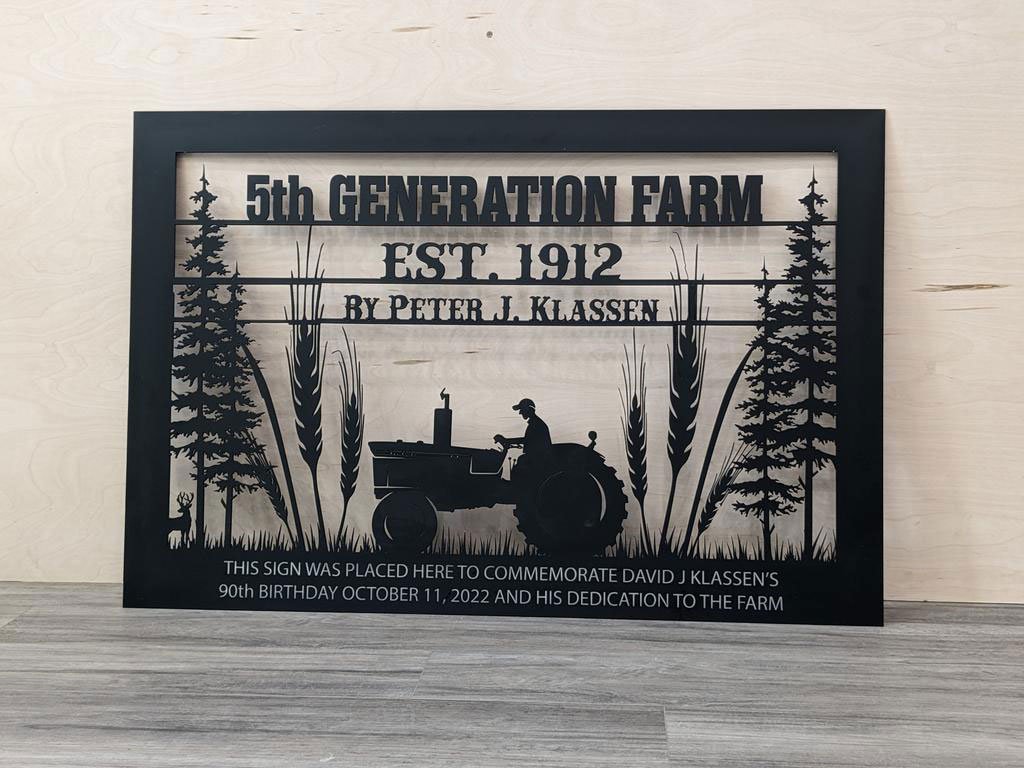 5th GENERATION FARM
EST. 1912
BY PETER J. KLASSEN
THIS SIGN WAS PLACED HERE TO COMMEMORATE DAVID J KLASSEN'S
90th BIRTHDAY OCTOBER 11, 2022 AND HIS DEDICATION TO THE FARM